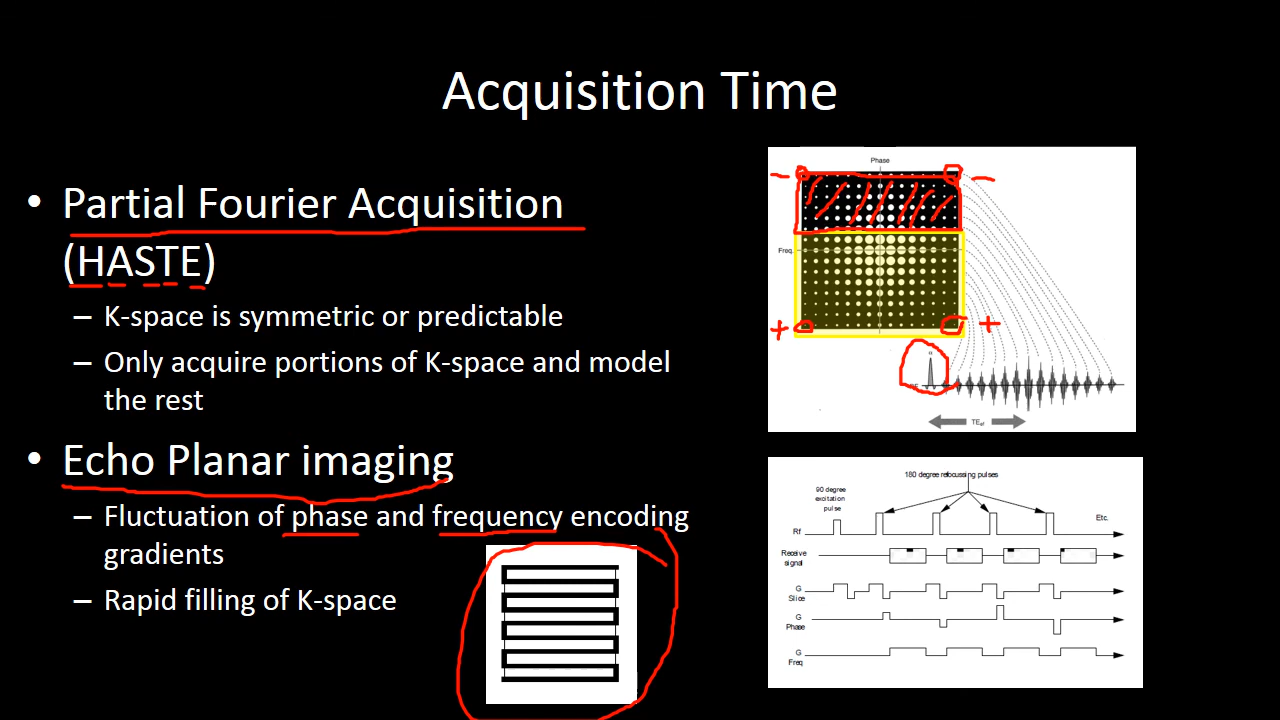 Acquisition Time
• Partial Fourier Acquisition
(HASTE)
– K-space is symmetric or predictable
– Only acquire portions of K-space and model
the rest
• Echo Planar imaging
– Fluctuation of phase and frequency encoding
gradients
– Rapid filling of K-space
Phase
- -
Freq.
+ +
α
TEef
180 degree refocussing pulses
90 degree
excitation
pulse
Etc.
Rf
Receive
signal
G
Slice
G
Phase
G
Freq